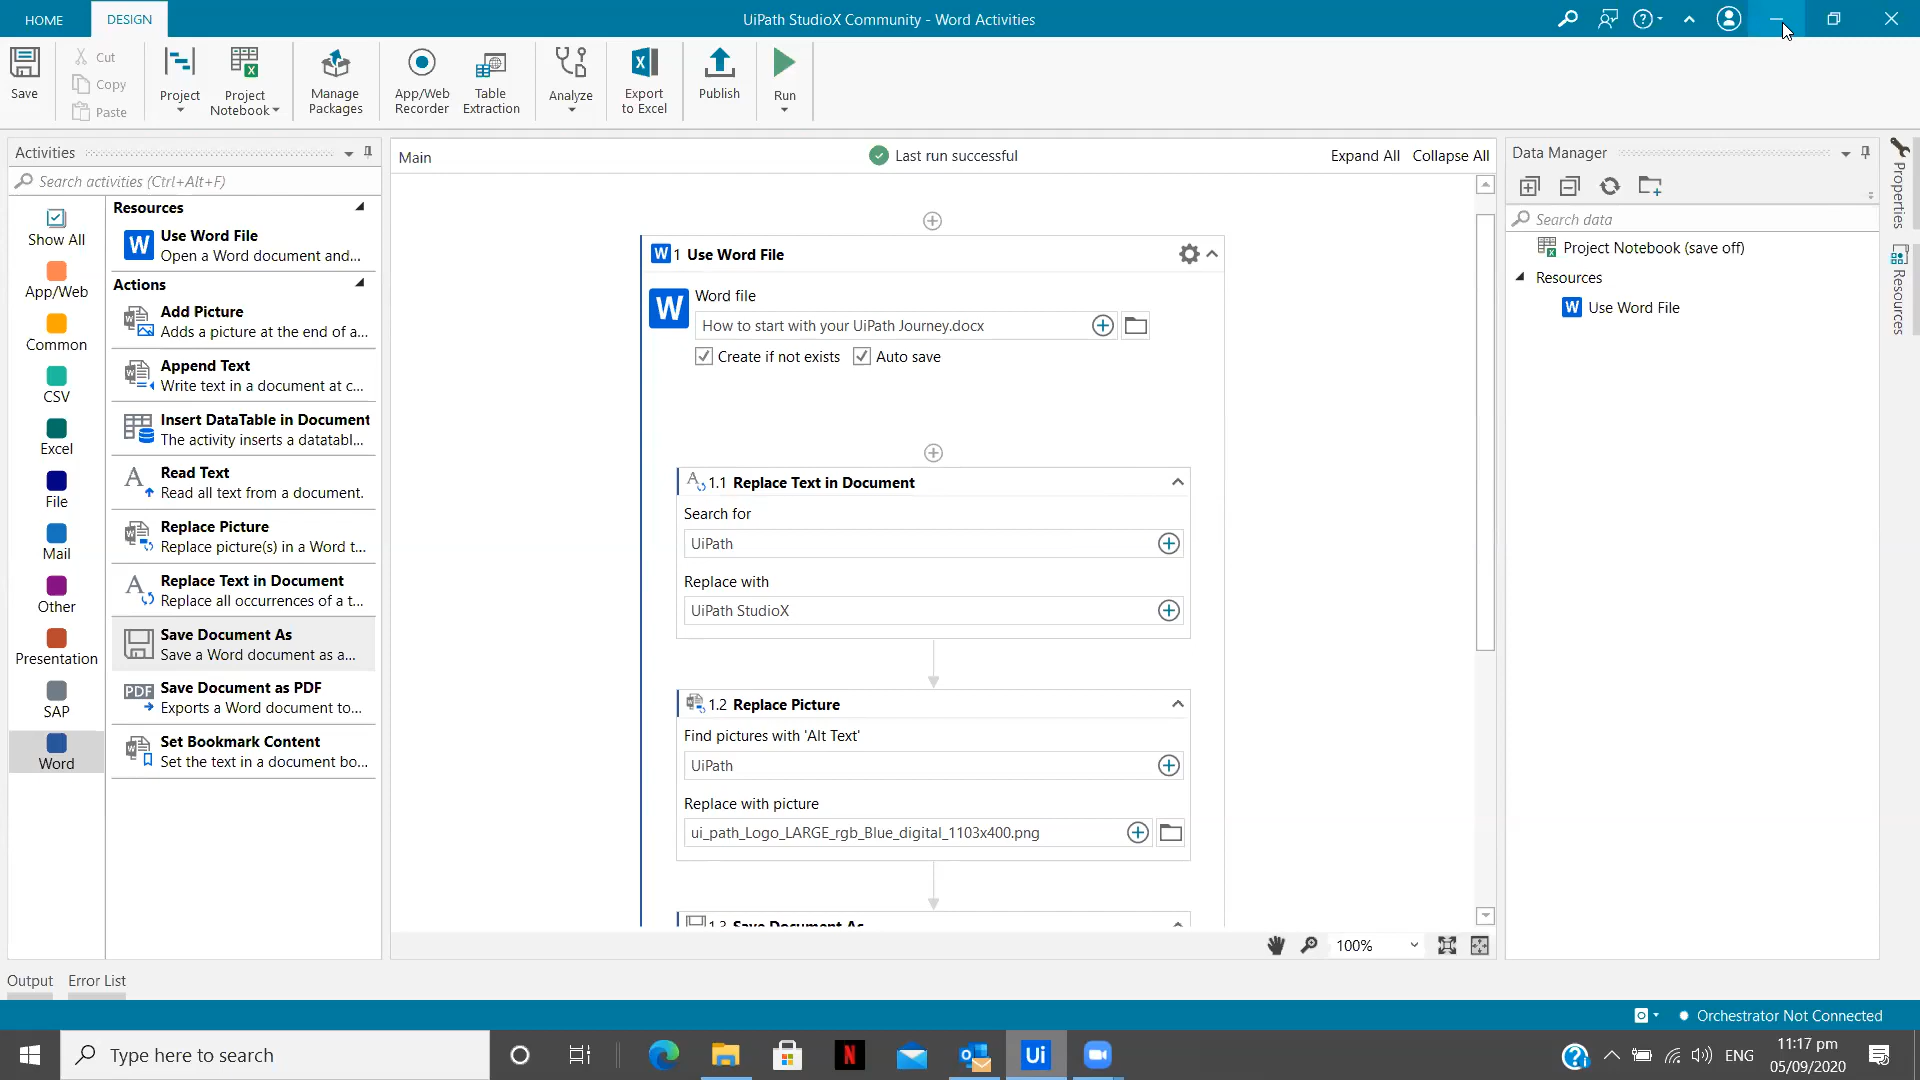 HOME
DESIGN
UiPath StudioX Community - Word Activities
Save
Cut
Copy
Paste
Project
Project
Notebook
Manage
Packages
App/Web
Recorder
Table
Extraction
Analyze
Export
to Excel
Publish
Run
Activities
Search activities (Ctrl+Alt+F)
Show All
App/Web
Common
CSV
Excel
File
Mail
Other
Presentation
SAP
Word
Resources
Use Word File
Open a Word document and...
Actions
Add Picture
Adds a picture at the end of a...
Append Text
Write text in a document at c...
Insert DataTable in Document
The activity inserts a datatabl...
Read Text
Read all text from a document.
Replace Picture
Replace picture(s) in a Word t...
Replace Text in Document
Replace all occurrences of a t...
Save Document As
Save a Word document as a...
PDF
Save Document as PDF
Exports a Word document to...
Set Bookmark Content
Set the text in a document bo...
Main
Last run successful
Expand All
Collapse All
1 Use Word File
Word file
How to start with your UiPath Journey.docx
Create if not exists
Auto save
1.1 Replace Text in Document
Search for
UiPath
Replace with
UiPath StudioX
1.2 Replace Picture
Find pictures with 'Alt Text'
UiPath
Replace with picture
ui_path_Logo_LARGE_rgb_Blue_digital_1103x400.png
1.3 Save Document As
100%
Data Manager
Search data
Project Notebook (save off)
Resources
Use Word File
Properties
Resources
Output
Error List
Orchestrator Not Connected
Type here to search
Ui
ENG
11:17 pm
05/09/2020